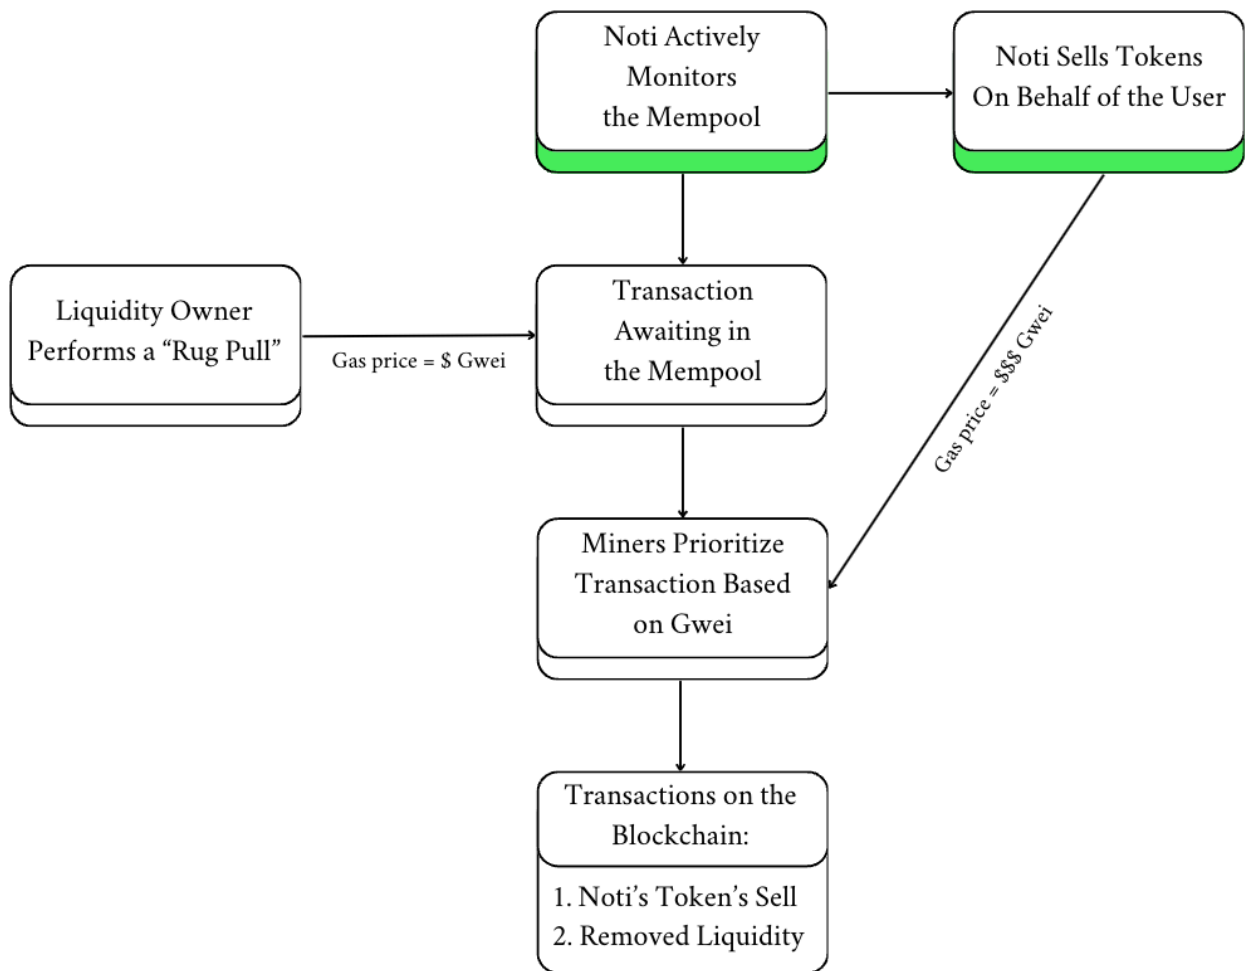 Noti Actively
Monitors
the Mempool
Noti Sells Tokens
On Behalf of the User
Liquidity Owner
Performs a “Rug Pull”
Gas price = $ Gwei
Transaction
Awaiting in
the Mempool
Gas price = $$$ Gwei
Miners Prioritize
Transaction Based
on Gwei
Transactions on the
Blockchain:
1. Noti’s Token’s Sell
2. Removed Liquidity